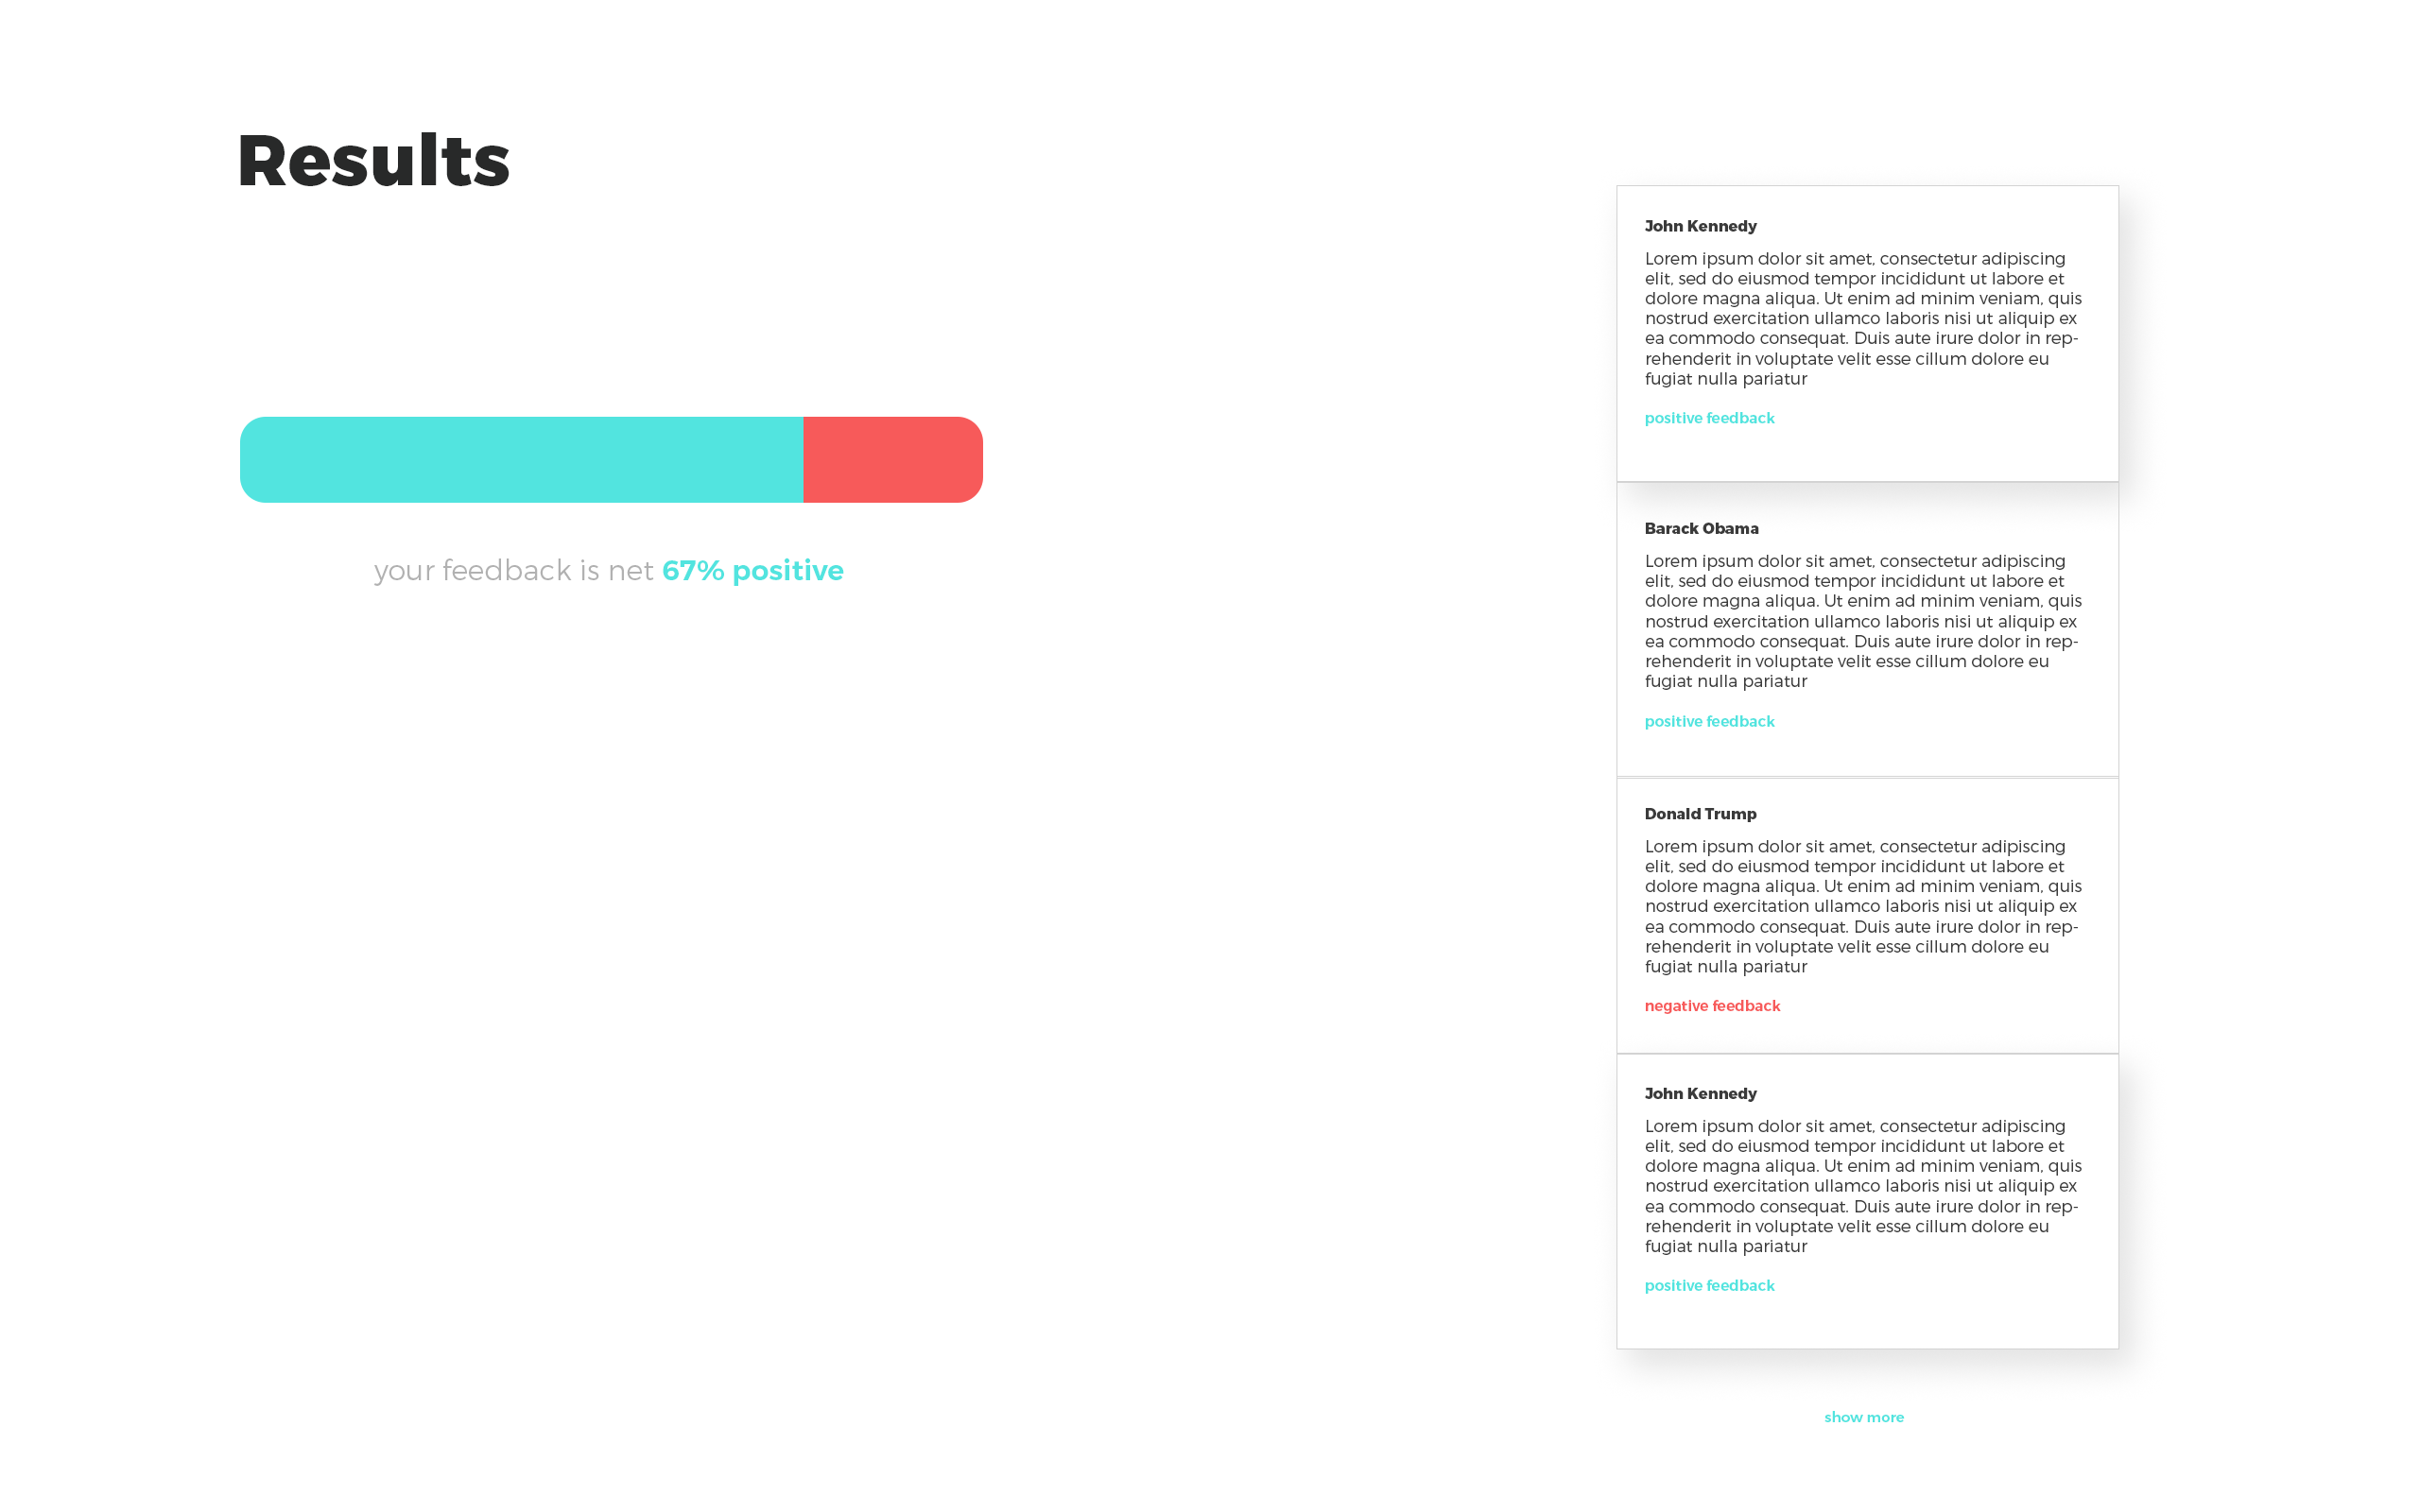 Results
your feedback is net 67% positive
John Kennedy
Lorem ipsum dolor sit amet, consectetur adipiscing
elit, sed do eiusmod tempor incididunt ut labore et
dolore magna aliqua. Ut enim ad minim veniam, quis
nostrud exercitation ullamco laboris nisi ut aliquip ex
ea commodo consequat. Duis aute irure dolor in rep-
rehenderit in voluptate velit esse cillum dolore eu
fugiat nulla pariatur
positive feedback
Barack Obama
Lorem ipsum dolor sit amet, consectetur adipiscing
elit, sed do eiusmod tempor incididunt ut labore et
dolore magna aliqua. Ut enim ad minim veniam, quis
nostrud exercitation ullamco laboris nisi ut aliquip ex
ea commodo consequat. Duis aute irure dolor in rep-
rehenderit in voluptate velit esse cillum dolore eu
fugiat nulla pariatur
positive feedback
Donald Trump
Lorem ipsum dolor sit amet, consectetur adipiscing
elit, sed do eiusmod tempor incididunt ut labore et
dolore magna aliqua. Ut enim ad minim veniam, quis
nostrud exercitation ullamco laboris nisi ut aliquip ex
ea commodo consequat. Duis aute irure dolor in rep-
rehenderit in voluptate velit esse cillum dolore eu
fugiat nulla pariatur
negative feedback
John Kennedy
Lorem ipsum dolor sit amet, consectetur adipiscing
elit, sed do eiusmod tempor incididunt ut labore et
dolore magna aliqua. Ut enim ad minim veniam, quis
nostrud exercitation ullamco laboris nisi ut aliquip ex
ea commodo consequat. Duis aute irure dolor in rep-
rehenderit in voluptate velit esse cillum dolore eu
fugiat nulla pariatur
positive feedback
show more